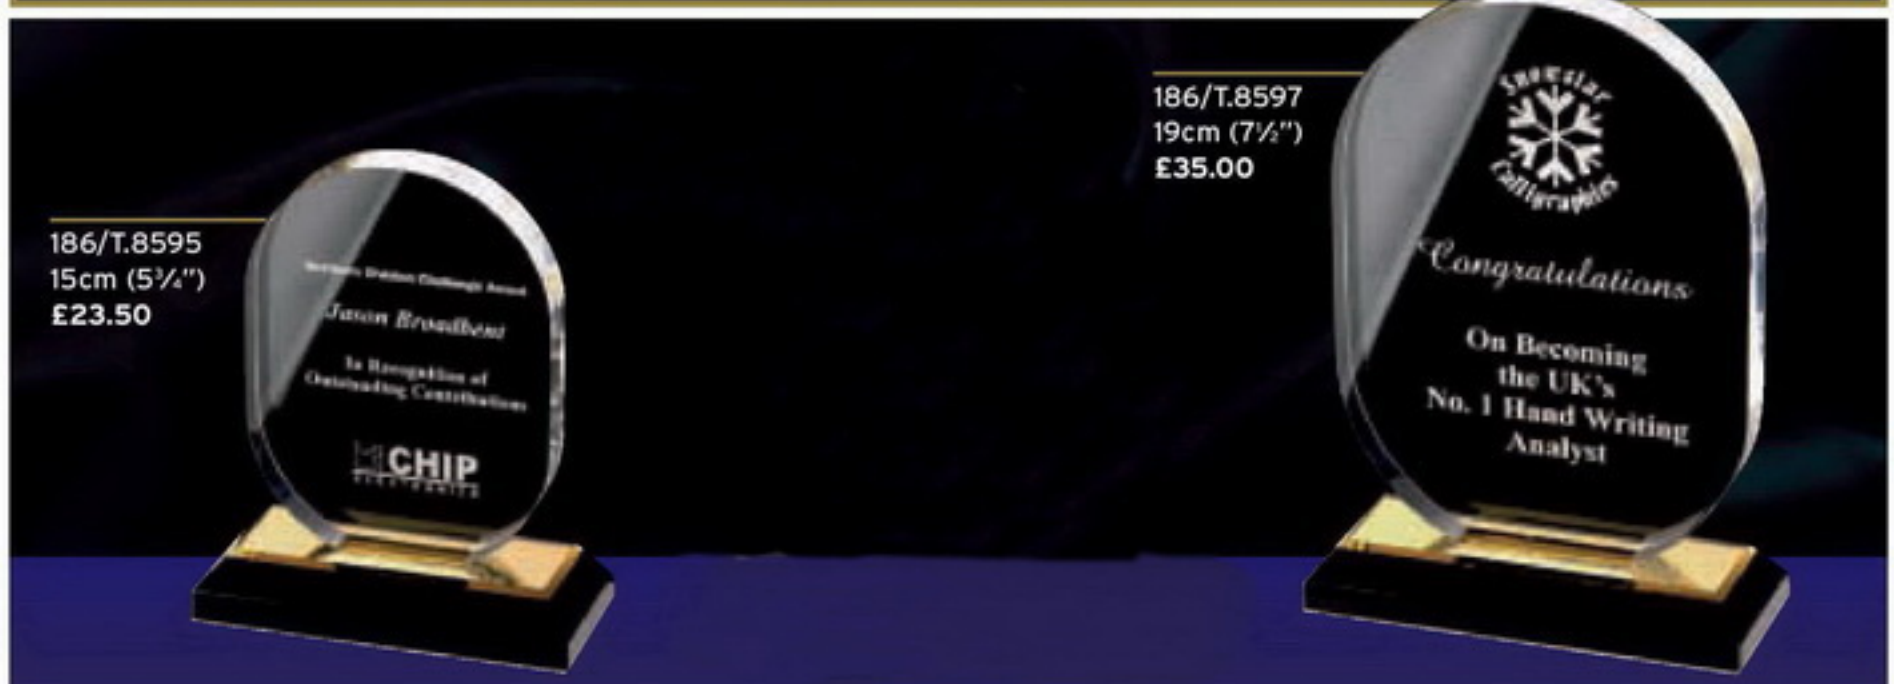 186/T.8595
15cm (5¾")
£23.50
Jason Broadbent
In Recognition of
Outstanding Contributions
CHIP
ELECTRONICS
186/T.8597
19cm (7½")
£35.00
Snowstar
Calligraphics
Congratulations
On Becoming
the UK's
No. 1 Hand Writing
Analyst